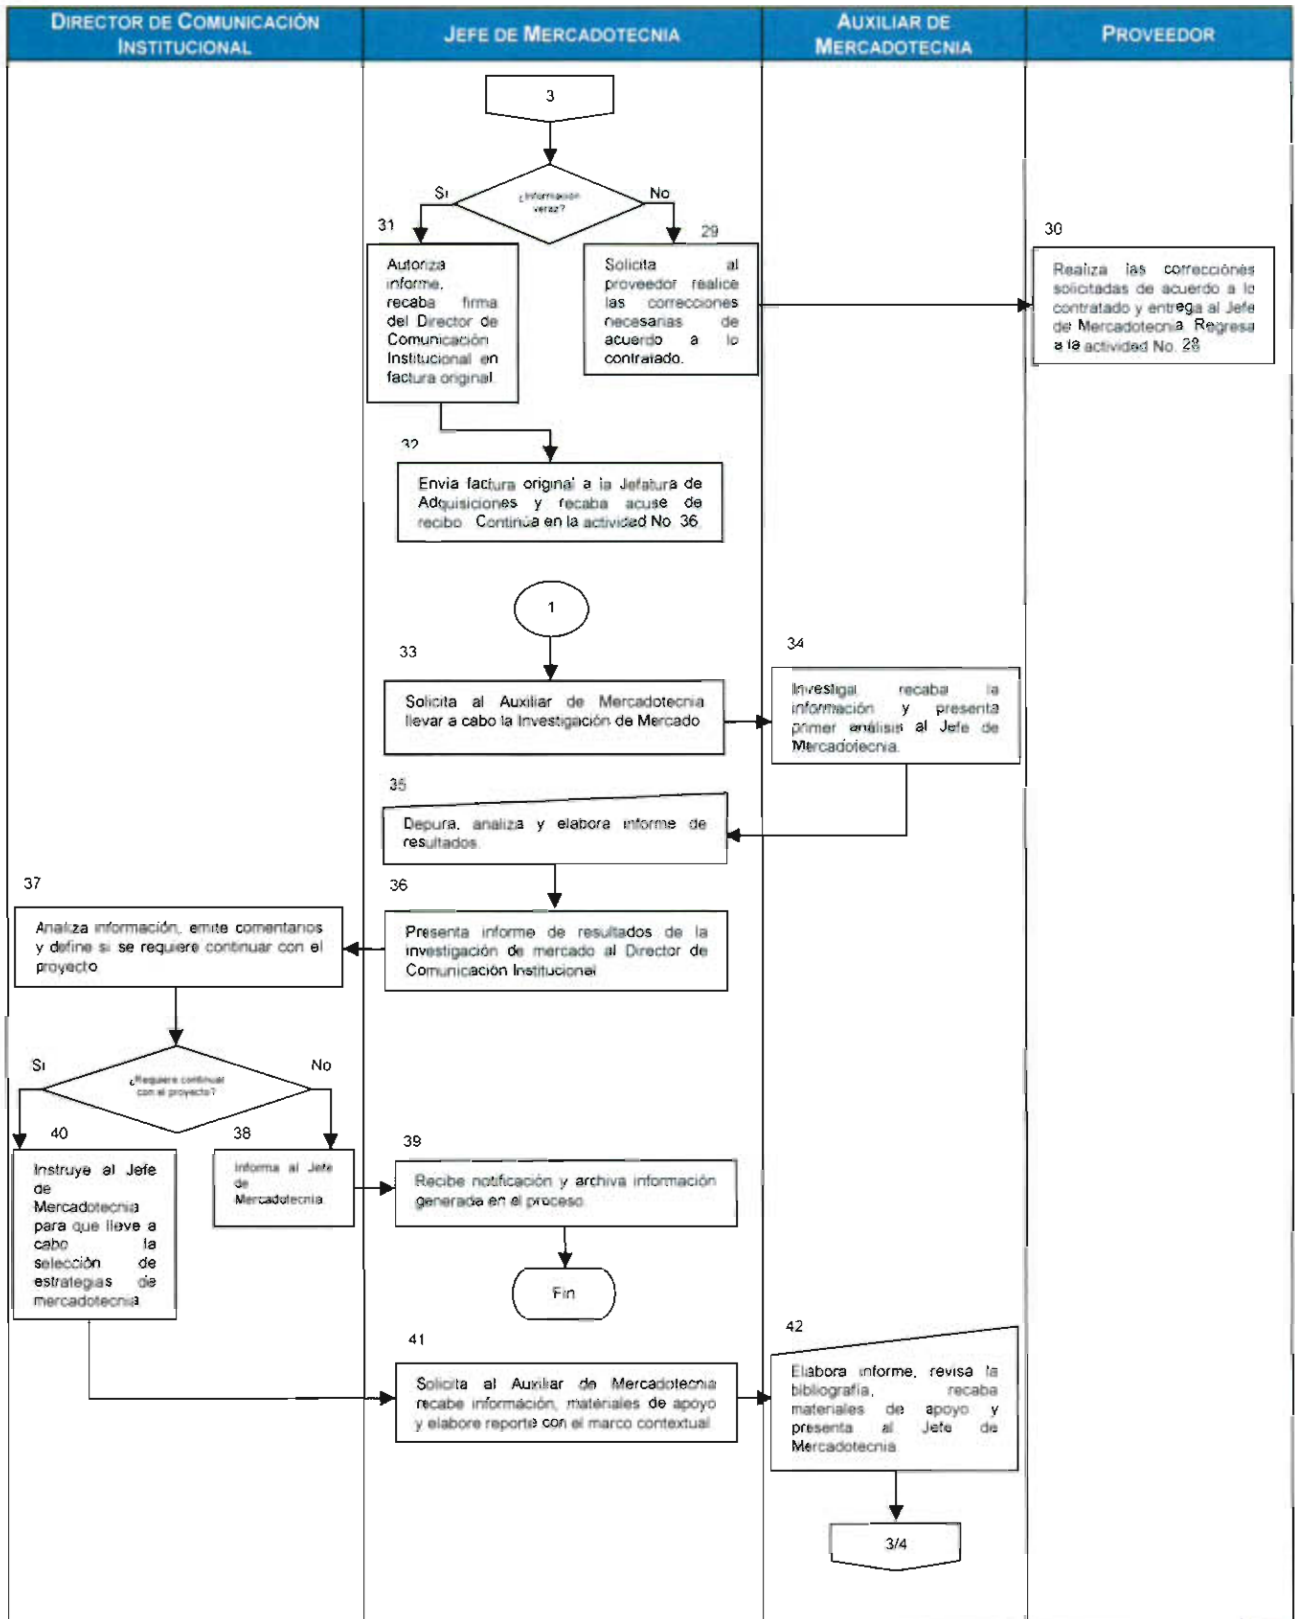 DIRECTOR DE COMUNICACIÓN
INSTITUCIONAL
JEFE DE MERCADOTECNIA
AUXILIAR DE
MERCADOTECNIA
PROVEEDOR
3
¿Información
veraz?
Si
No
31
Autoriza
informe,
recaba firma
del Director de
Comunicación
Institucional en
factura original.
29
Solicita al
proveedor realice
las correcciones
necesarias de
acuerdo a lo
contratado.
30
Realiza las correcciones
solicitadas de acuerdo a lo
contratado y entrega al Jefe
de Mercadotecnia. Regresa
a la actividad No. 28
32
Envia factura original a la Jefatura de
Adquisiciones y recaba acuse de
recibo. Continúa en la actividad No. 36
1
33
Solicita al Auxiliar de Mercadotecnia
llevar a cabo la Investigación de Mercado
34
Investiga, recaba la
información y presenta
primer análisis al Jefe de
Mercadotecnia.
35
Depura, analiza y elabora informe de
resultados.
36
Presenta informe de resultados de la
investigación de mercado al Director de
Comunicación Institucional
37
Analiza información, emite comentarios
y define si se requiere continuar con el
proyecto
¿Requiere continuar
con el proyecto?
Si
No
40
Instruye al Jefe
de
Mercadotecnia
para que lleve a
cabo la
selección de
estrategias de
mercadotecnia
38
Informa al Jefe
de
Mercadotecnia
39
Recibe notificación y archiva información
generada en el proceso
Fin
41
Solicita al Auxiliar de Mercadotecnia
recabe información, materiales de apoyo
y elabore reporte con el marco contextual
42
Elabora informe, revisa la
bibliografía, recaba
materiales de apoyo y
presenta al Jefe de
Mercadotecnia
3/4